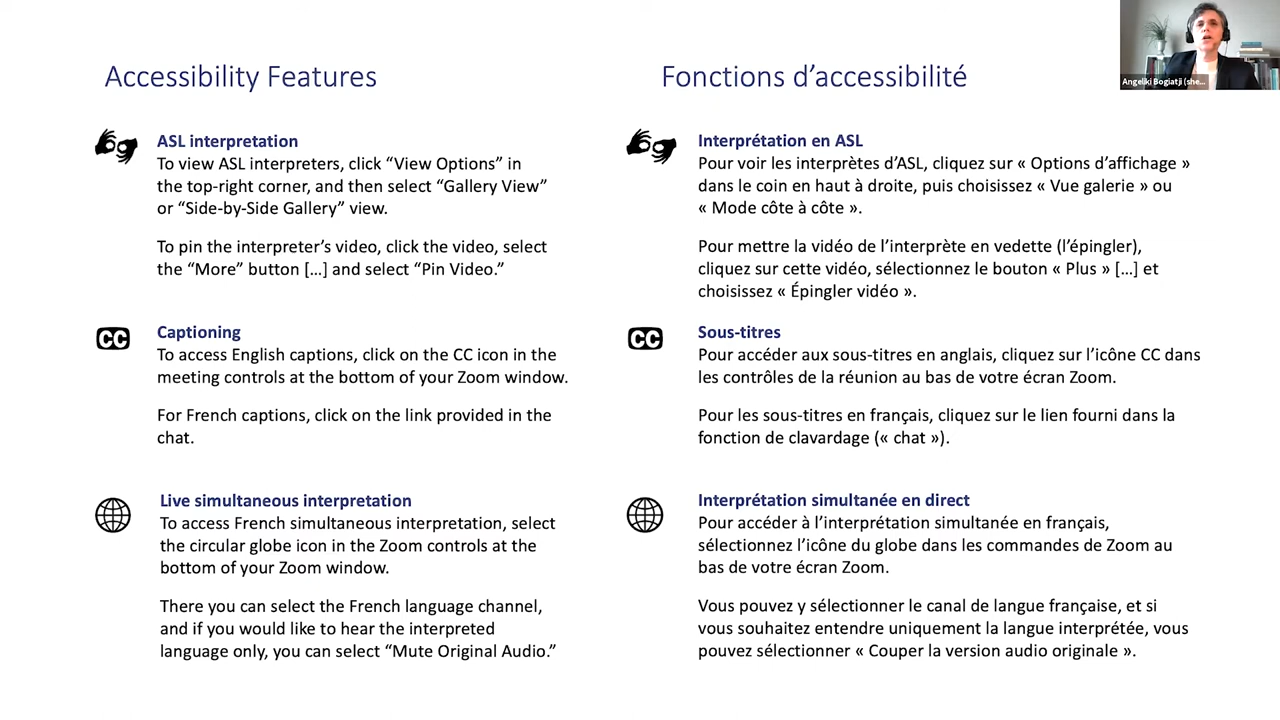 Accessibility Features
ASL interpretation
To view ASL interpreters, click “View Options” in
the top-right corner, and then select “Gallery View”
or “Side-by-Side Gallery” view.
To pin the interpreter’s video, click the video, select
the “More” button […] and select “Pin Video.”
CC
Captioning
To access English captions, click on the CC icon in the
meeting controls at the bottom of your Zoom window.
For French captions, click on the link provided in the
chat.
Live simultaneous interpretation
To access French simultaneous interpretation, select
the circular globe icon in the Zoom controls at the
bottom of your Zoom window.
There you can select the French language channel,
and if you would like to hear the interpreted
language only, you can select “Mute Original Audio.”
Fonctions d’accessibilité
Interprétation en ASL
Pour voir les interprètes d’ASL, cliquez sur « Options d’affichage »
dans le coin en haut à droite, puis choisissez « Vue galerie » ou
« Mode côte à côte ».
Pour mettre la vidéo de l’interprète en vedette (l’épingler),
cliquez sur cette vidéo, sélectionnez le bouton « Plus » […] et
choisissez « Épingler vidéo ».
CC
Sous-titres
Pour accéder aux sous-titres en anglais, cliquez sur l’icône CC dans
les contrôles de la réunion au bas de votre écran Zoom.
Pour les sous-titres en français, cliquez sur le lien fourni dans la
fonction de clavardage (« chat »).
Interprétation simultanée en direct
Pour accéder à l’interprétation simultanée en français,
sélectionnez l’icône du globe dans les commandes de Zoom au
bas de votre écran Zoom.
Vous pouvez y sélectionner le canal de langue française, et si
vous souhaitez entendre uniquement la langue interprétée, vous
pouvez sélectionner « Couper la version audio originale ».
Angeliki Bogiatji (she...